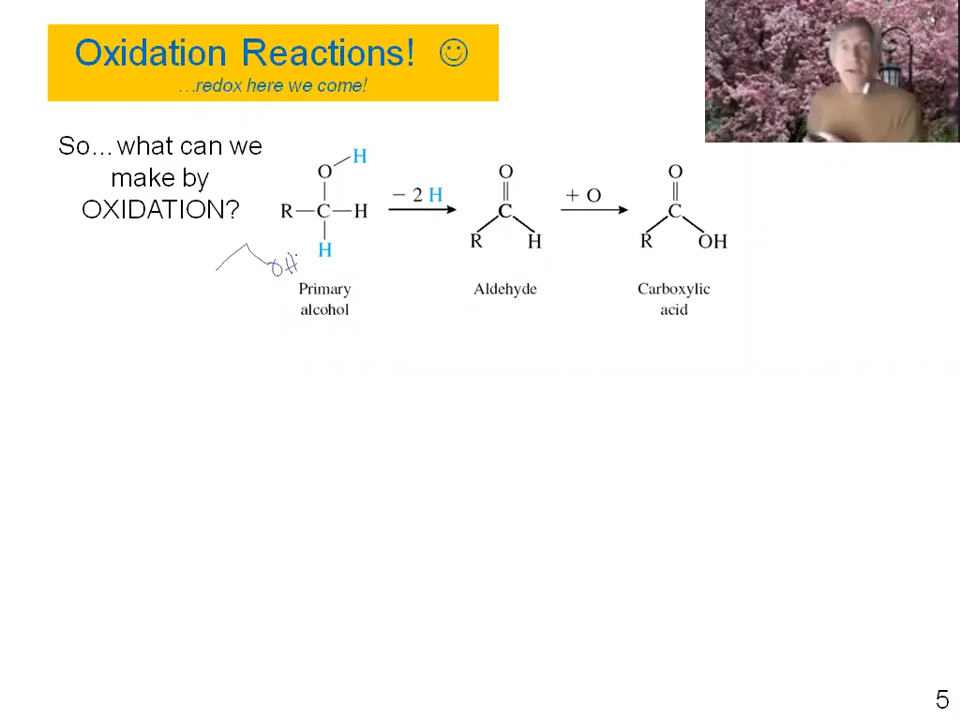 Oxidation Reactions! ☺
…redox here we come!
So…what can we
make by
OXIDATION?
O H
R—C—H
H
− 2 H
O
C
R H
+ O
O
C
R OH
OH
Primary
alcohol
Aldehyde
Carboxylic
acid
5